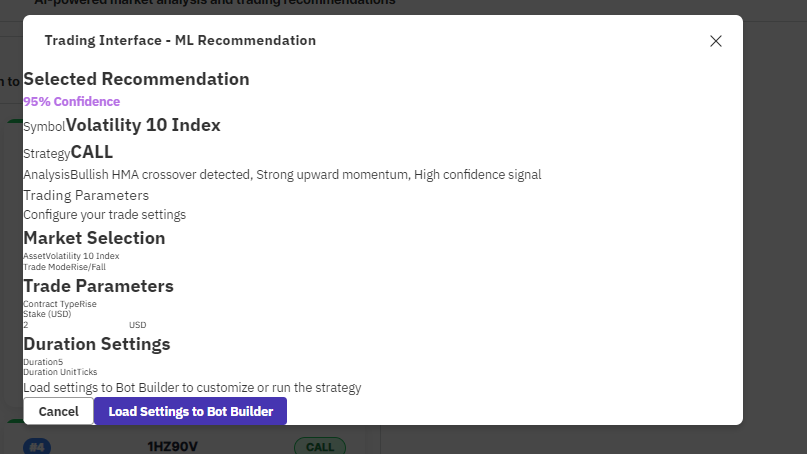 AI-powered market analysis and trading recommendations
Trading Interface - ML Recommendation
n to
Selected Recommendation
95% Confidence
SymbolVolatility 10 Index
StrategyCALL
AnalysisBullish HMA crossover detected, Strong upward momentum, High confidence signal
Trading Parameters
Configure your trade settings
Market Selection
AssetVolatility 10 Index
Trade ModeRise/Fall
Trade Parameters
Contract TypeRise
Stake (USD)
2 USD
Duration Settings
Duration5
Duration UnitTicks
Load settings to Bot Builder to customize or run the strategy
Cancel Load Settings to Bot Builder
#4 1HZ90V CALL